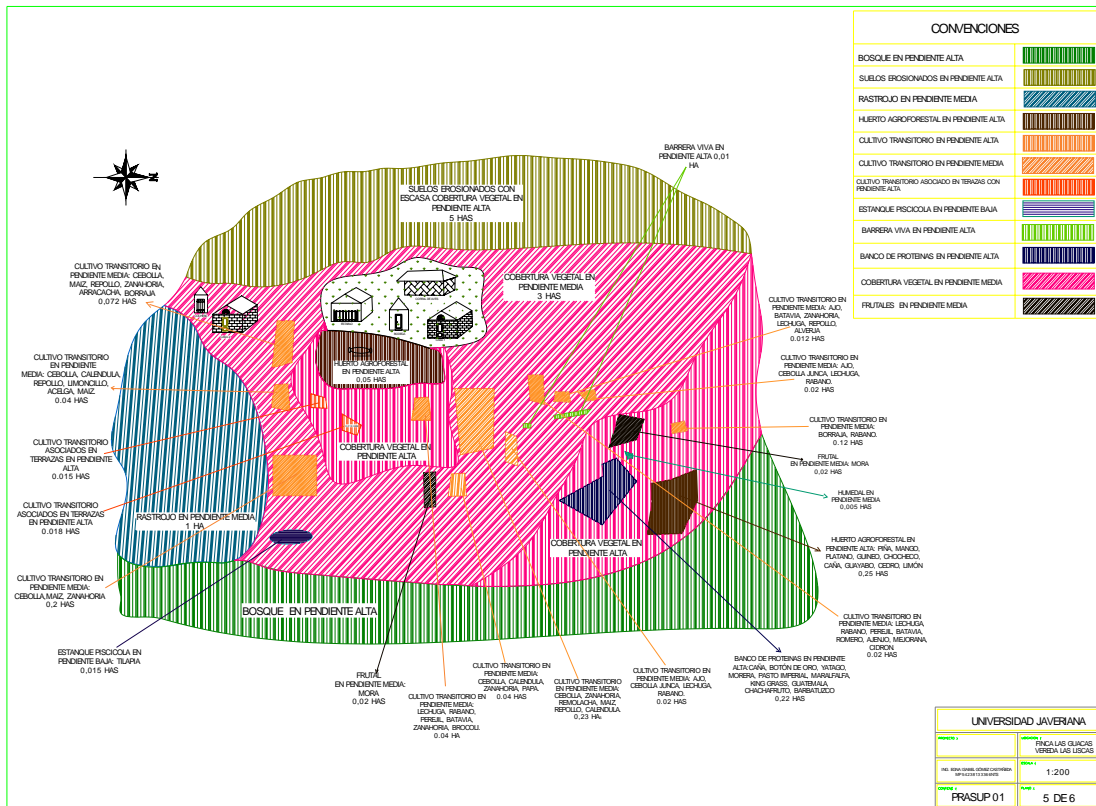 CONVENCIONES
BOSQUE EN PENDIENTE ALTA
SUELOS EROSIONADOS EN PENDIENTE ALTA
RASTROJO EN PENDIENTE MEDIA
HUERTO AGROFORESTAL EN PENDIENTE ALTA
CULTIVO TRANSITORIO EN PENDIENTE ALTA
CULTIVO TRANSITORIO EN PENDIENTE MEDIA
CULTIVO TRANSITORIO ASOCIADO EN TERAZAS CON
PENDIENTE ALTA
ESTANQUE PISCICOLA EN PENDIENTE BAJA
BARRERA VIVA EN PENDIENTE ALTA
BANCO DE PROTEINAS EN PENDIENTE ALTA
COBERTURA VEGETAL EN PENDIENTE MEDIA
FRUTALES EN PENDIENTE MEDIA
BARRERA VIVA EN
PENDIENTE ALTA 0,01
HA
N
SUELOS EROSIONADOS CON
ESCASA COBERTURA VEGETAL EN
PENDIENTE ALTA
5 HAS
CULTIVO TRANSITORIO EN
PENDIENTE MEDIA: CEBOLLA,
MAIZ, REPOLLO, ZANAHORIA,
ARRACACHA, BORRAJA
0,072 HAS
COBERTURA VEGETAL EN
PENDIENTE MEDIA
3 HAS
CULTIVO TRANSITORIO EN
PENDIENTE MEDIA: AJO,
BATAVIA, ZANAHORIA,
LECHUGA, REPOLLO,
ALVERJA
0.012 HAS
CULTIVO TRANSITORIO
EN PENDIENTE
MEDIA: CEBOLLA, CALENDULA,
REPOLLO, LIMONCILLO,
ACELGA, MAIZ.
0.04 HAS
HUERTO AGROFORESTAL
EN PENDIENTE ALTA
0.05 HAS
CULTIVO TRANSITORO EN
PENDIENTE MEDIA: AJO,
CEBOLLA JUNCA, LECHUGA,
RABANO.
0.02 HAS
CULTIVO TRANSITORIO EN
PENDIENTE MEDIA:
BORRAJA, RABANO.
0.12 HAS
CULTIVO TRANSITORIO
ASOCIADOS EN
TERRAZAS EN PENDIENTE
ALTA
0.015 HAS
COBERTURA VEGETAL EN
PENDIENTE ALTA
FRUTAL
EN PENDIENTE MEDIA: MORA
0,02 HAS
HUMEDAL EN
PENDIENTE MEDIA
0,005 HAS
CULTIVO TRANSITORIO
ASOCIADOS EN TERRAZAS
EN PENDIENTE ALTA
0.018 HAS
RASTROJO EN PENDIENTE MEDIA
1 HA
COBERTURA VEGETAL EN
PENDIENTE ALTA
HUERTO AGROFORESTAL EN
PENDIENTE ALTA: PIÑA, MANGO,
PLATANO, GUINEO, CHOCHECO,
CAÑA, GUAYABO, CEDRO, LIMÓN
0,25 HAS
CULTIVO TRANSITORIO EN
PENDIENTE MEDIA:
CEBOLLA,MAIZ, ZANAHORIA
0,2 HAS
BOSQUE EN PENDIENTE ALTA
CULTIVO TRANSITORIO EN
PENDIENTE MEDIA: LECHUGA,
RABANO, PEREJIL, BATAVIA,
ROMERO, AJENJO, MEJORANA,
CIDRON.
0.02 HAS
ESTANQUE PISCICOLA EN
PENDIENTE BAJA: TILAPIA
0,015 HAS
FRUTAL
EN PENDIENTE MEDIA:
MORA
0,02 HAS
CULTIVO TRANSITORO EN
PENDIENTE MEDIA:
LECHUGA, RABANO,
PEREJIL, BATAVIA,
ZANAHORIA, BROCOLI.
0.04 HA
CULTIVO TRANSITORO EN
PENDIENTE MEDIA:
CEBOLLA, CALENDULA,
ZANAHORIA, PAPA.
0.04 HAS
CULTIVO TRANSITORO
EN PENDIENTE MEDIA:
CEBOLLA, ZANAHORIA,
REMOLACHA, MAIZ,
REPOLLO, CALENDULA.
0,23 HAs
CULTIVO TRANSITORO EN
PENDIENTE MEDIA: AJO,
CEBOLLA JUNCA, LECHUGA,
RABANO.
0.02 HAS
BANCO DE PROTEINAS EN PENDIENTE
ALTA:CAÑA, BOTÓN DE ORO, YATAGO,
MORERA, PASTO IMPERIAL, MARALFALFA,
KING GRASS, GUATEMALA,
CHACHAFRUTO, BARBATUZCO
0,22 HAS
UNIVERSIDAD JAVERIANA
FINCA LAS GUACAS
VEREDA LAS LISCAS
1:200
PRASUP 01
5 DE 6